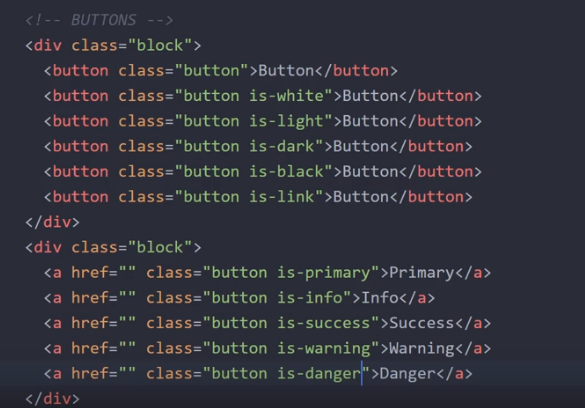 <!-- BUTTONS -->
<div class="block">
<button class="button">Button</button>
<button class="button is-white">Button</button>
<button class="button is-light">Button</button>
<button class="button is-dark">Button</button>
<button class="button is-black">Button</button>
<button class="button is-link">Button</button>
</div>
<div class="block">
<a href="" class="button is-primary">Primary</a>
<a href="" class="button is-info">Info</a>
<a href="" class="button is-success">Success</a>
<a href="" class="button is-warning">Warning</a>
<a href="" class="button is-danger">Danger</a>
</div>